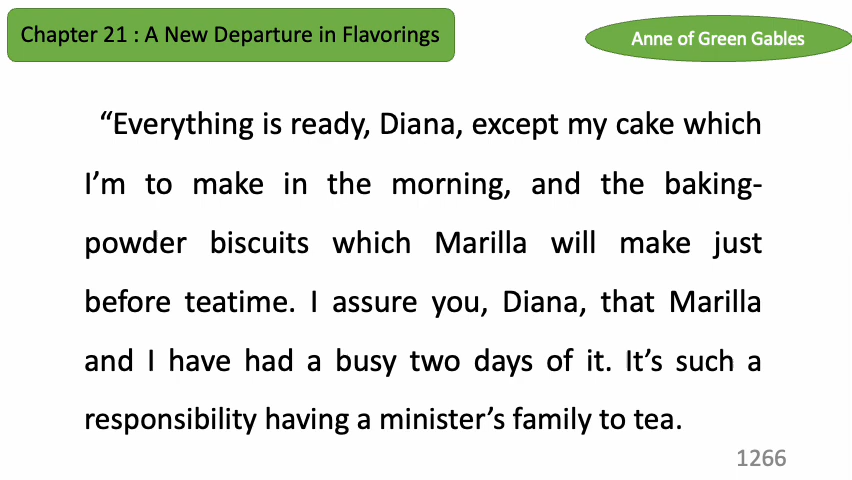 Chapter 21 : A New Departure in Flavorings
Anne of Green Gables
“Everything is ready, Diana, except my cake which
I’m to make in the morning, and the baking-
powder biscuits which Marilla will make just
before teatime. I assure you, Diana, that Marilla
and I have had a busy two days of it. It’s such a
responsibility having a minister’s family to tea.
1266